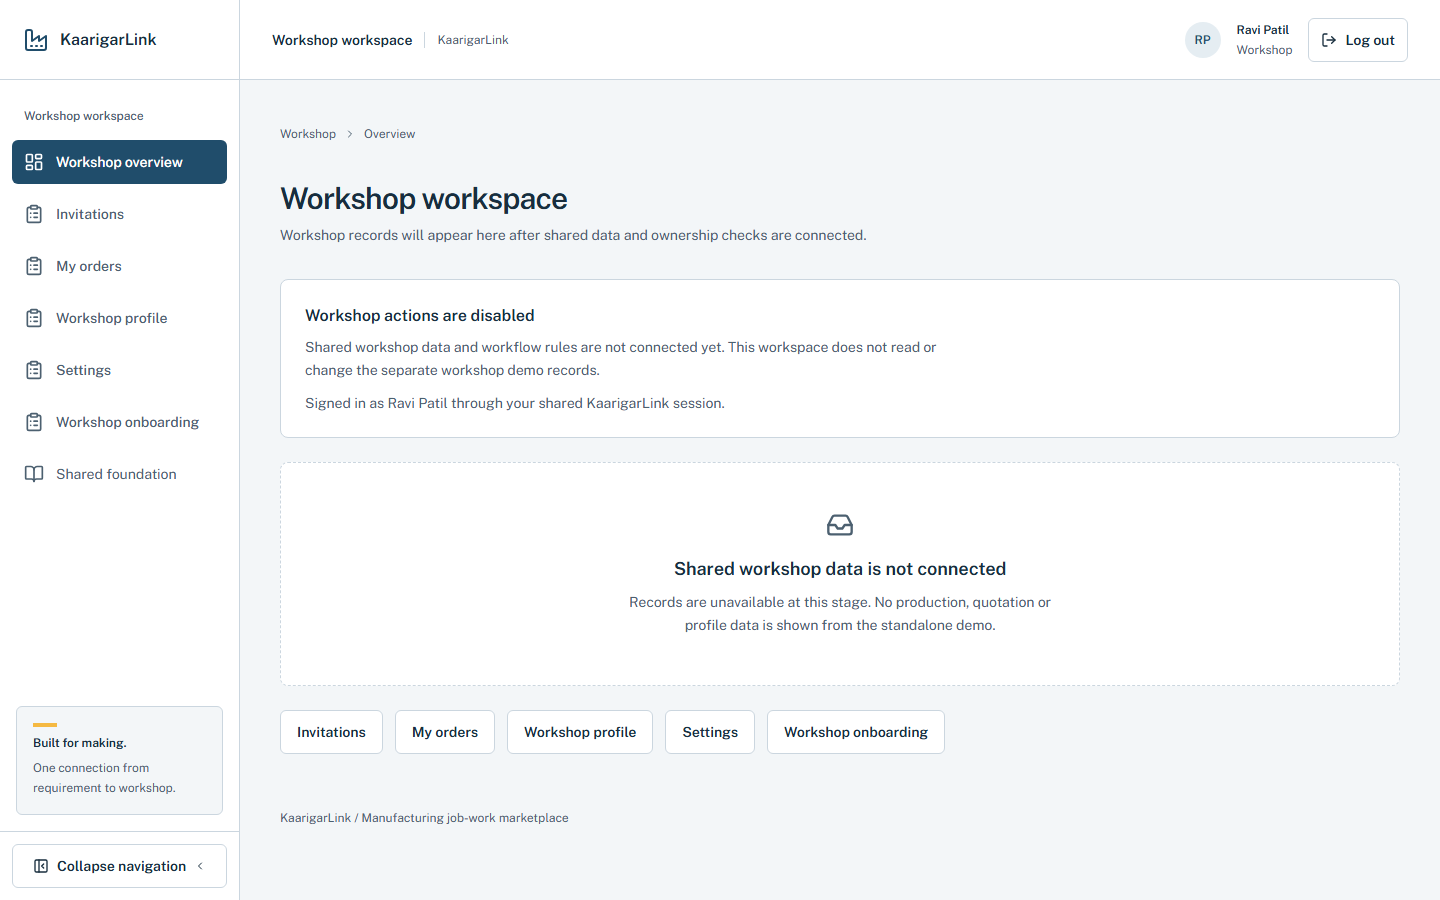 KaarigarLink
Workshop workspace
KaarigarLink
RP
Ravi Patil
Workshop
Log out
Workshop workspace
Workshop overview
Invitations
My orders
Workshop profile
Settings
Workshop onboarding
Shared foundation
Built for making.
One connection from
requirement to workshop.
Collapse navigation
Workshop
Overview
Workshop workspace
Workshop records will appear here after shared data and ownership checks are connected.
Workshop actions are disabled
Shared workshop data and workflow rules are not connected yet. This workspace does not read or
change the separate workshop demo records.
Signed in as Ravi Patil through your shared KaarigarLink session.
Shared workshop data is not connected
Records are unavailable at this stage. No production, quotation or
profile data is shown from the standalone demo.
Invitations
My orders
Workshop profile
Settings
Workshop onboarding
KaarigarLink / Manufacturing job-work marketplace